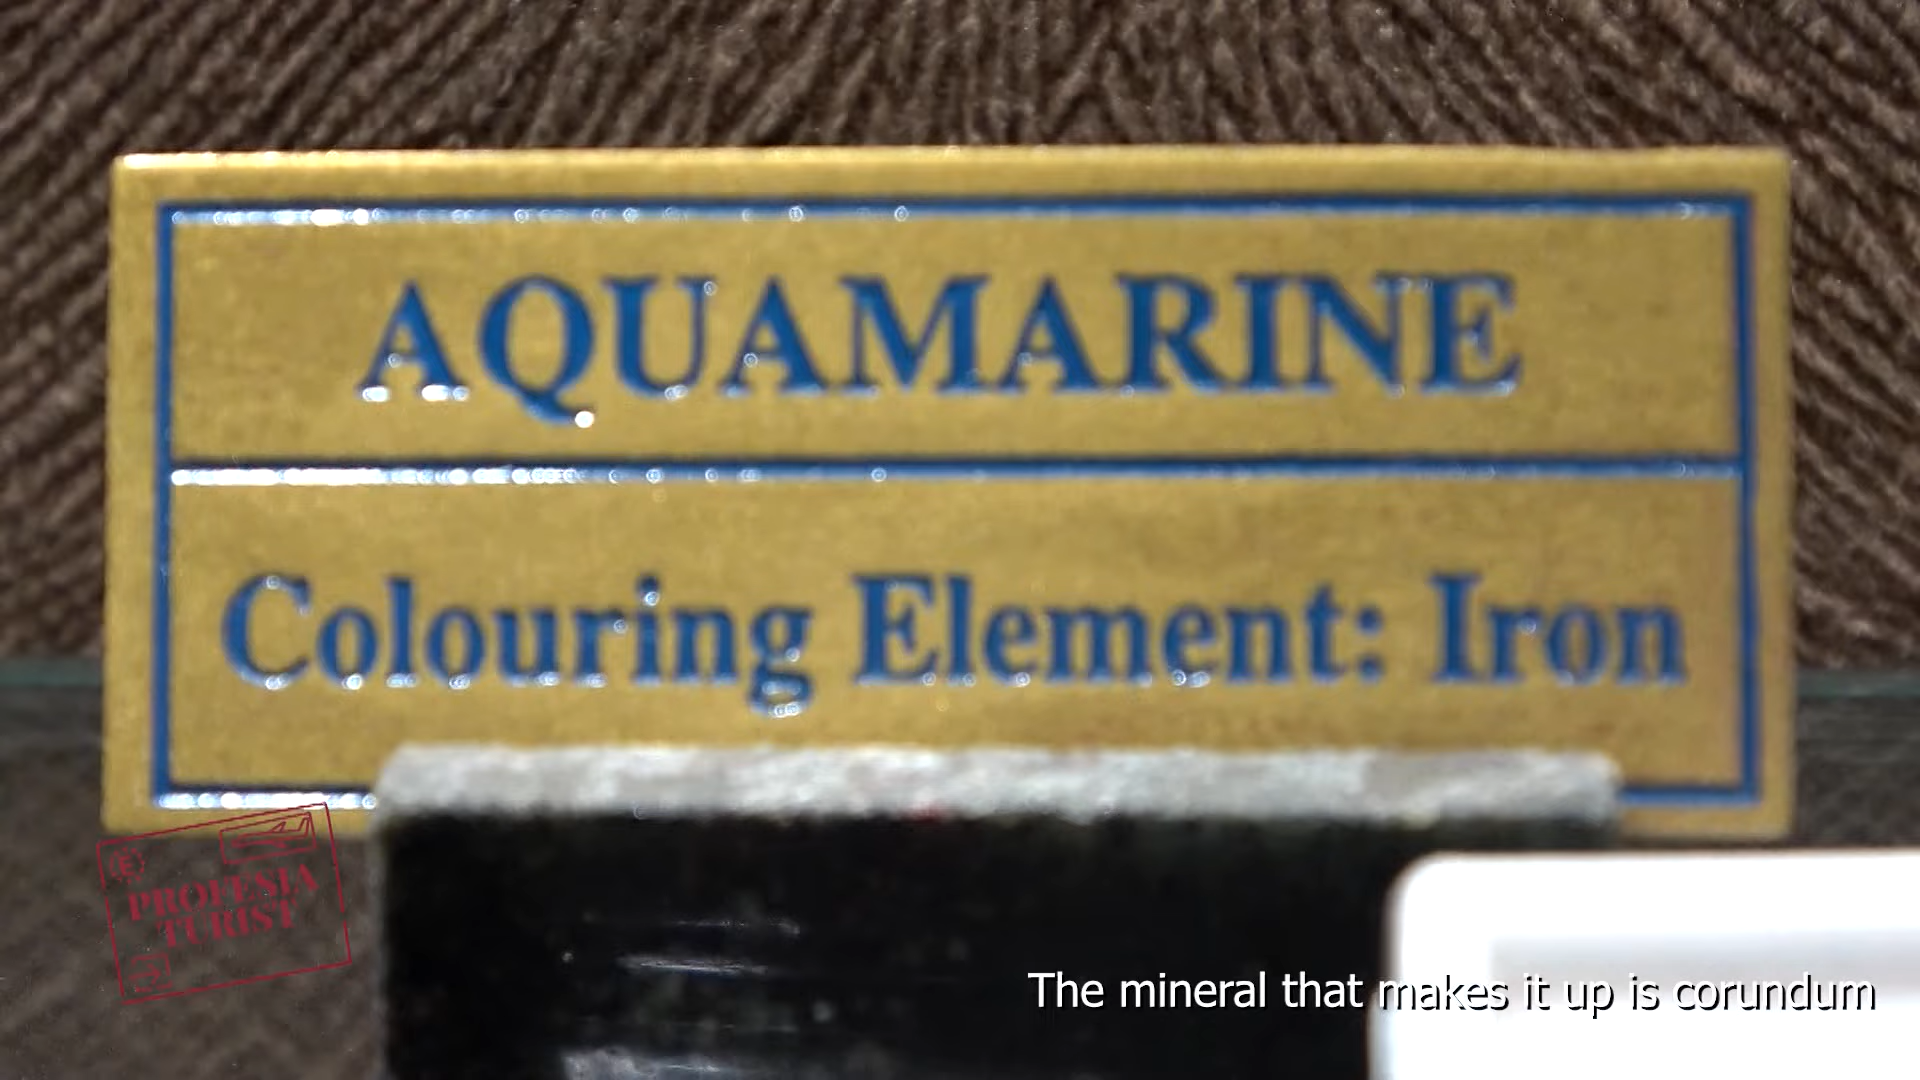 AQUAMARINE
Colouring Element: Iron
PROFESIA
TURIST
The mineral that makes it up is corundum